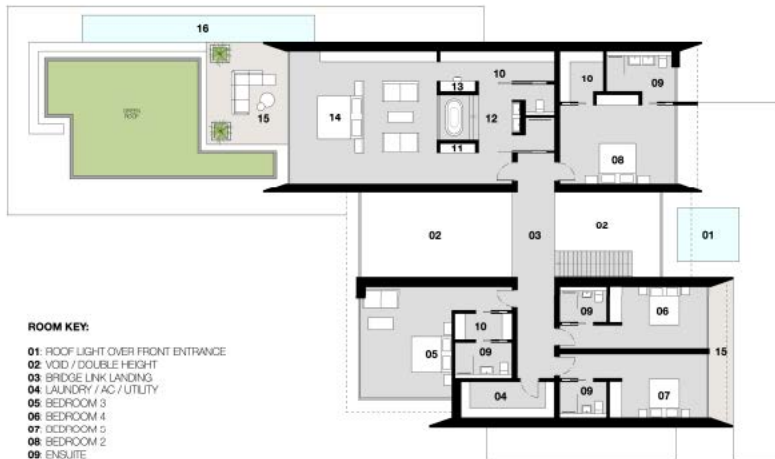 16
10
10
09
13
GREEN
ROOF
15
14
12
11
08
02
03
02
01
09
06
10
05
09
15
04
09
07
ROOM KEY:
01: ROOF LIGHT OVER FRONT ENTRANCE
02: VOID / DOUBLE HEIGHT
03: BRIDGE LINK LANDING
04: LAUNDRY / AC / UTILITY
05: BEDROOM 3
06: BEDROOM 4
07: BEDROOM 5
08: BEDROOM 2
09: ENSUITE